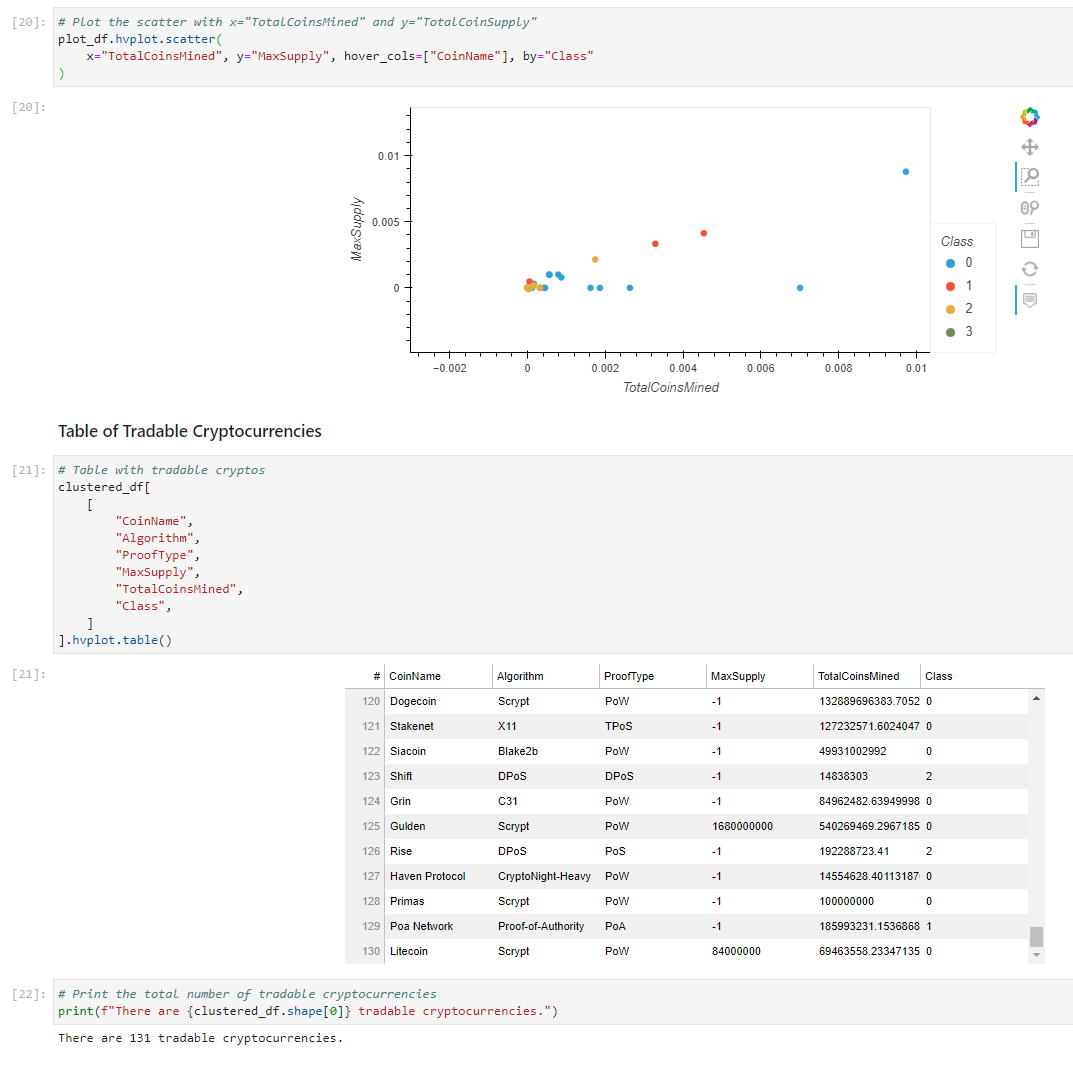 [20]: # Plot the scatter with x="TotalCoinsMined" and y="TotalCoinSupply"
plot_df.hvplot.scatter(
    x="TotalCoinsMined", y="MaxSupply", hover_cols=["CoinName"], by="Class"
)
[20]:
0.01
0.005
0
MaxSupply
−0.002 0 0.002 0.004 0.006 0.008 0.01
TotalCoinsMined
Class
0
1
2
3
Table of Tradable Cryptocurrencies
[21]: # Table with tradable cryptos
clustered_df[
    [
        "CoinName",
        "Algorithm",
        "ProofType",
        "MaxSupply",
        "TotalCoinsMined",
        "Class",
    ]
].hvplot.table()
[21]:
# CoinName Algorithm ProofType MaxSupply TotalCoinsMined Class
120 Dogecoin Scrypt PoW -1 132889696383.7052 0
121 Stakenet X11 TPoS -1 127232571.6024047 0
122 Siacoin Blake2b PoW -1 49931002992 0
123 Shift DPoS DPoS -1 14838303 2
124 Grin C31 PoW -1 84962482.63949998 0
125 Gulden Scrypt PoW 1680000000 540269469.2967185 0
126 Rise DPoS PoS -1 192288723.41 2
127 Haven Protocol CryptoNight-Heavy PoW -1 14554628.40113187 0
128 Primas Scrypt PoW -1 100000000 0
129 Poa Network Proof-of-Authority PoA -1 185993231.1536868 1
130 Litecoin Scrypt PoW 84000000 69463558.23347135 0
[22]: # Print the total number of tradable cryptocurrencies
print(f"There are {clustered_df.shape[0]} tradable cryptocurrencies.")
There are 131 tradable cryptocurrencies.